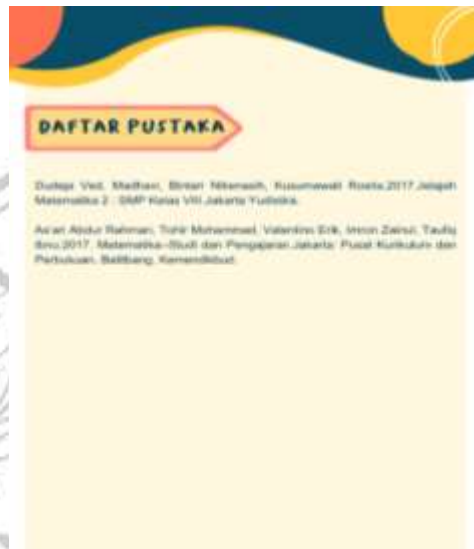 DAFTAR PUSTAKA
Dudeja Ved, Madhavi, Bintari Niteneasih, Kusumawati Rosita.2017.Jelajah
Matematika 2 : SMP Kelas VIII.Jakarta Yudistira.
As'ari Abdur Rahman, Tohir Mohammad, Valentino Erik, Imron Zainul, Taufiq
Ibnu.2017. Matematika--Studi dan Pengajaran.Jakarta: Pusat Kurikulum dan
Perbukuan, Balitbang, Kemendikbud.